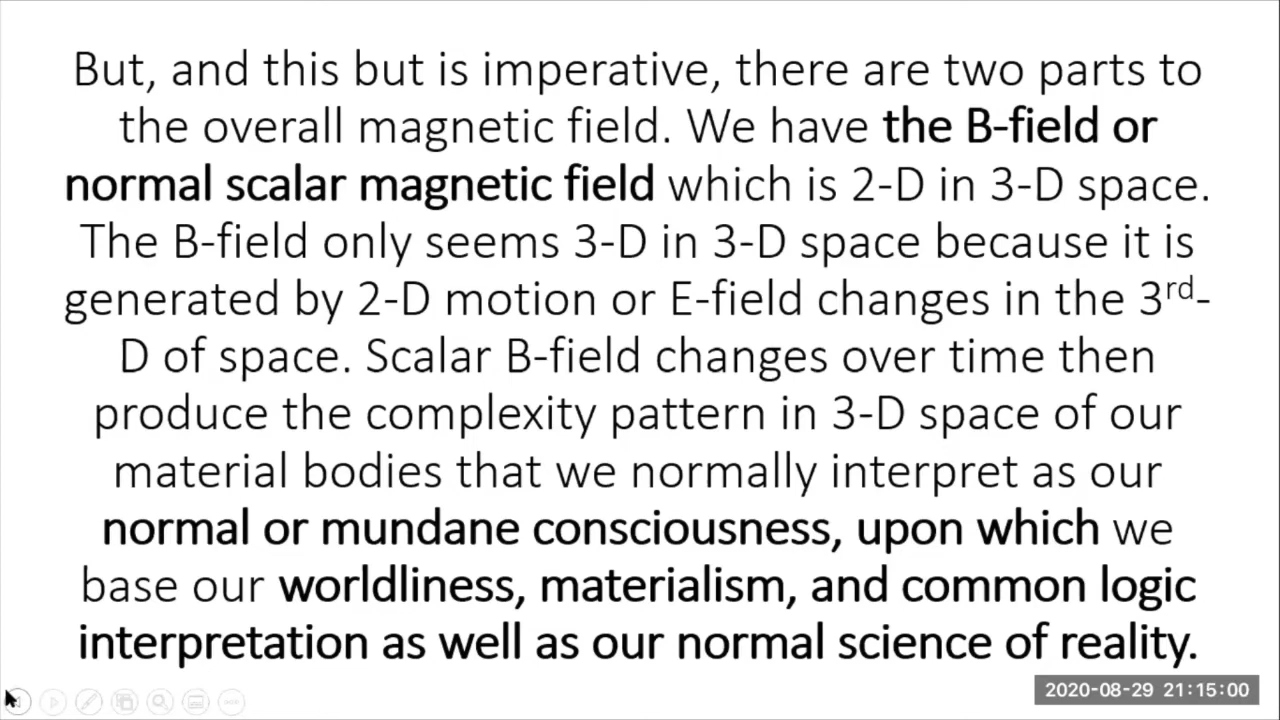 But, and this but is imperative, there are two parts to
the overall magnetic field. We have the B-field or
normal scalar magnetic field which is 2-D in 3-D space.
The B-field only seems 3-D in 3-D space because it is
generated by 2-D motion or E-field changes in the 3rd-
D of space. Scalar B-field changes over time then
produce the complexity pattern in 3-D space of our
material bodies that we normally interpret as our
normal or mundane consciousness, upon which we
base our worldliness, materialism, and common logic
interpretation as well as our normal science of reality.
2020-08-29 21:15:00